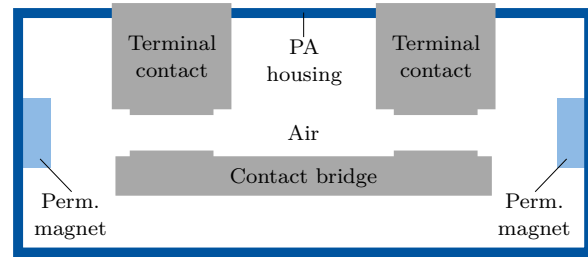 Terminal
contact
PA
housing
Terminal
contact
Air
Contact bridge
Perm.
magnet
Perm.
magnet